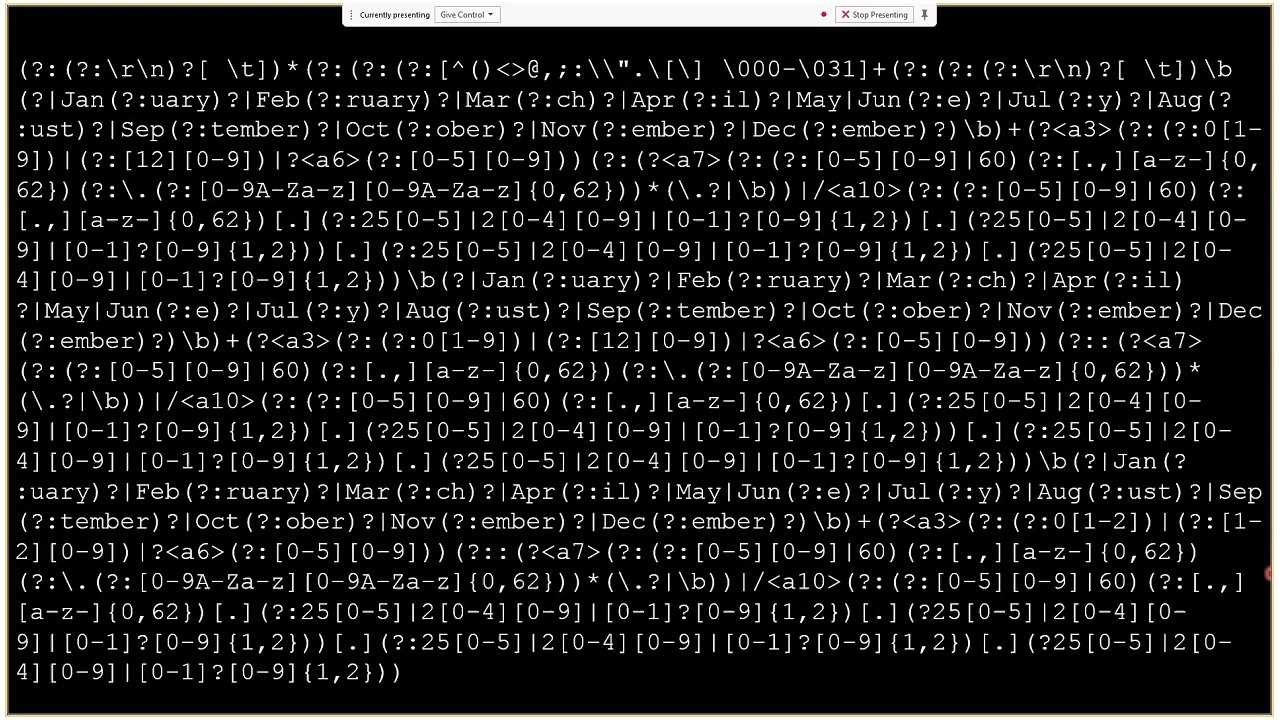 Currently presenting Give Control Stop Presenting
(?:(?:\r\n)?[ \t])*(?:(?:(?:[^()<>@,;:\\".\[\] \000-\031]+(?:(?:(?:\r\n)?[ \t])\b
(?|Jan(?:uary)?|Feb(?:ruary)?|Mar(?:ch)?|Apr(?:il)?|May|Jun(?:e)?|Jul(?:y)?|Aug(?
:ust)?|Sep(?:tember)?|Oct(?:ober)?|Nov(?:ember)?|Dec(?:ember)?)\b)+(?<a3>(?:(?:0[1-
9])|(?:[12][0-9])|?<a6>(?:[0-5][0-9]))(?:(?<a7>(?:(?:[0-5][0-9]|60)(?:[.,][a-z-]{0,
62})(?:\.(?:[0-9A-Za-z][0-9A-Za-z]{0,62}))*(\.?|\b))|/<a10>(?:(?:[0-5][0-9]|60)(?:
[.,][a-z-]{0,62})[.](?:25[0-5]|2[0-4][0-9]|[0-1]?[0-9]{1,2})[.](?25[0-5]|2[0-4][0-
9]|[0-1]?[0-9]{1,2}))[.](?:25[0-5]|2[0-4][0-9]|[0-1]?[0-9]{1,2})[.](?25[0-5]|2[0-
4][0-9]|[0-1]?[0-9]{1,2}))\b(?|Jan(?:uary)?|Feb(?:ruary)?|Mar(?:ch)?|Apr(?:il)
?|May|Jun(?:e)?|Jul(?:y)?|Aug(?:ust)?|Sep(?:tember)?|Oct(?:ober)?|Nov(?:ember)?|Dec
(?:ember)?)\b)+(?<a3>(?:(?:0[1-9])|(?:[12][0-9])|?<a6>(?:[0-5][0-9]))(?::(?<a7>
(?:(?:[0-5][0-9]|60)(?:[.,][a-z-]{0,62})(?:\.(?:[0-9A-Za-z][0-9A-Za-z]{0,62}))*
(\.?|\b))|/<a10>(?:(?:[0-5][0-9]|60)(?:[.,][a-z-]{0,62})[.](?:25[0-5]|2[0-4][0-
9]|[0-1]?[0-9]{1,2})[.](?25[0-5]|2[0-4][0-9]|[0-1]?[0-9]{1,2}))[.](?:25[0-5]|2[0-
4][0-9]|[0-1]?[0-9]{1,2})[.](?25[0-5]|2[0-4][0-9]|[0-1]?[0-9]{1,2}))\b(?|Jan(?
:uary)?|Feb(?:ruary)?|Mar(?:ch)?|Apr(?:il)?|May|Jun(?:e)?|Jul(?:y)?|Aug(?:ust)?|Sep
(?:tember)?|Oct(?:ober)?|Nov(?:ember)?|Dec(?:ember)?)\b)+(?<a3>(?:(?:0[1-2])|(?:[1-
2][0-9])|?<a6>(?:[0-5][0-9]))(?::(?<a7>(?:(?:[0-5][0-9]|60)(?:[.,][a-z-]{0,62})
(?:\.(?:[0-9A-Za-z][0-9A-Za-z]{0,62}))*(\.?|\b))|/<a10>(?:(?:[0-5][0-9]|60)(?:[.,]
[a-z-]{0,62})[.](?:25[0-5]|2[0-4][0-9]|[0-1]?[0-9]{1,2})[.](?25[0-5]|2[0-4][0-
9]|[0-1]?[0-9]{1,2}))[.](?:25[0-5]|2[0-4][0-9]|[0-1]?[0-9]{1,2})[.](?25[0-5]|2[0-
4][0-9]|[0-1]?[0-9]{1,2}))